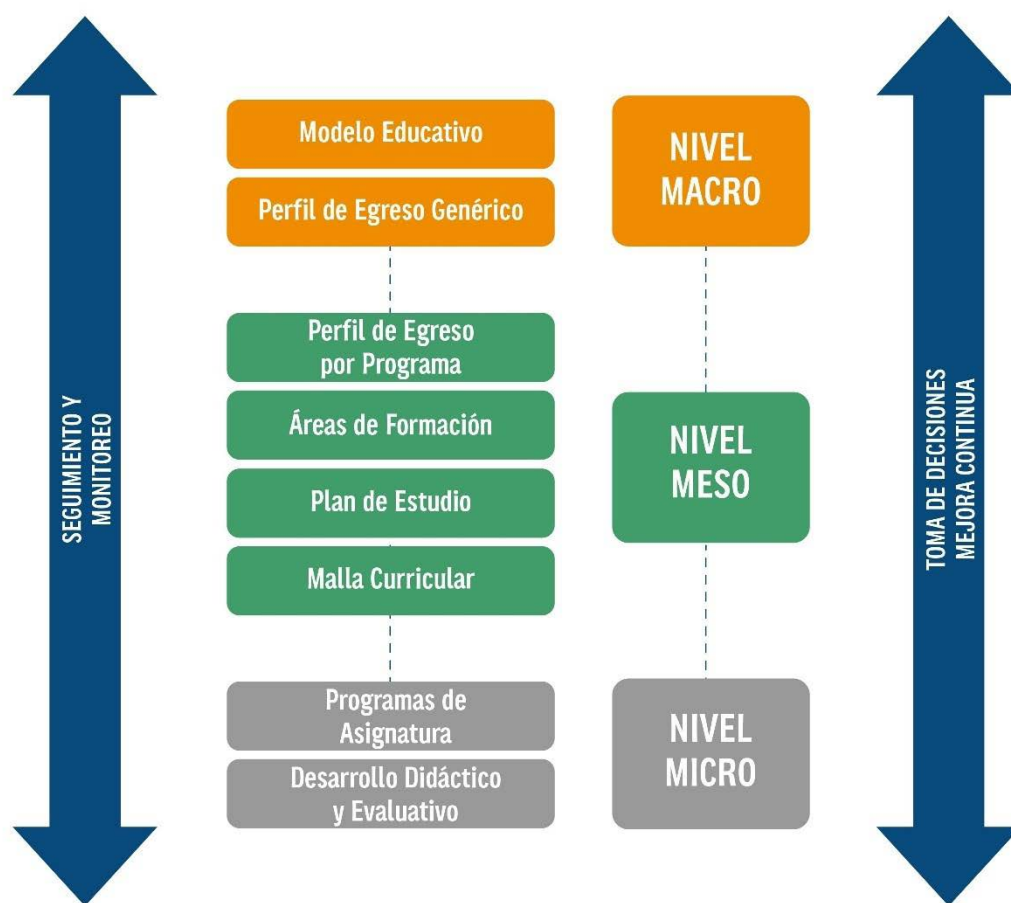 Modelo Educativo
NIVEL
MACRO
Perfil de Egreso Genérico
Perfil de Egreso
por Programa
Áreas de Formación
NIVEL
MESO
Plan de Estudio
Malla Curricular
Programas de
Asignatura
NIVEL
MICRO
Desarrollo Didáctico
y Evaluativo
SEGUIMIENTO Y
MONITOREO
TOMA DE DECISIONES
MEJORA CONTINUA